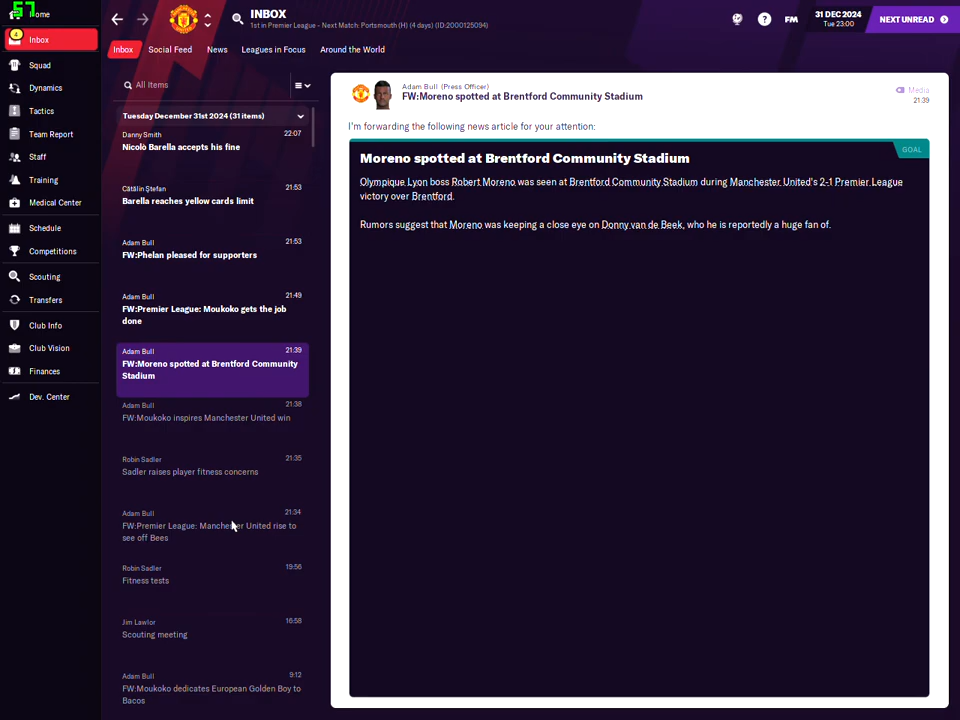 57
Home
INBOX
1st in Premier League - Next Match: Portsmouth (H) (4 days) (ID:2000125094)
? FM
31 DEC 2024
Tue 23:00
NEXT UNREAD
4
Inbox
Squad
Dynamics
Tactics
Team Report
Staff
Training
Medical Center
Schedule
Competitions
Scouting
Transfers
Club Info
Club Vision
Finances
Dev. Center
Inbox Social Feed News Leagues in Focus Around the World
All Items
Tuesday December 31st 2024 (31 items)
Danny Smith 22:07
Nicolò Barella accepts his fine
Cătălin Ștefan 21:53
Barella reaches yellow cards limit
Adam Bull 21:53
FW:Phelan pleased for supporters
Adam Bull 21:49
FW:Premier League: Moukoko gets the job
done
Adam Bull 21:39
FW:Moreno spotted at Brentford Community
Stadium
Adam Bull 21:38
FW:Moukoko inspires Manchester United win
Robin Sadler 21:35
Sadler raises player fitness concerns
Adam Bull 21:34
FW:Premier League: Manchester United rise to
see off Bees
Robin Sadler 19:56
Fitness tests
Jim Lawlor 16:58
Scouting meeting
Adam Bull 9:12
FW:Moukoko dedicates European Golden Boy to
Bacos
Adam Bull (Press Officer)
FW:Moreno spotted at Brentford Community Stadium
Media
21:39
I'm forwarding the following news article for your attention:
GOAL
Moreno spotted at Brentford Community Stadium
Olympique Lyon boss Robert Moreno was seen at Brentford Community Stadium during Manchester United's 2-1 Premier League
victory over Brentford.
Rumors suggest that Moreno was keeping a close eye on Donny van de Beek, who he is reportedly a huge fan of.